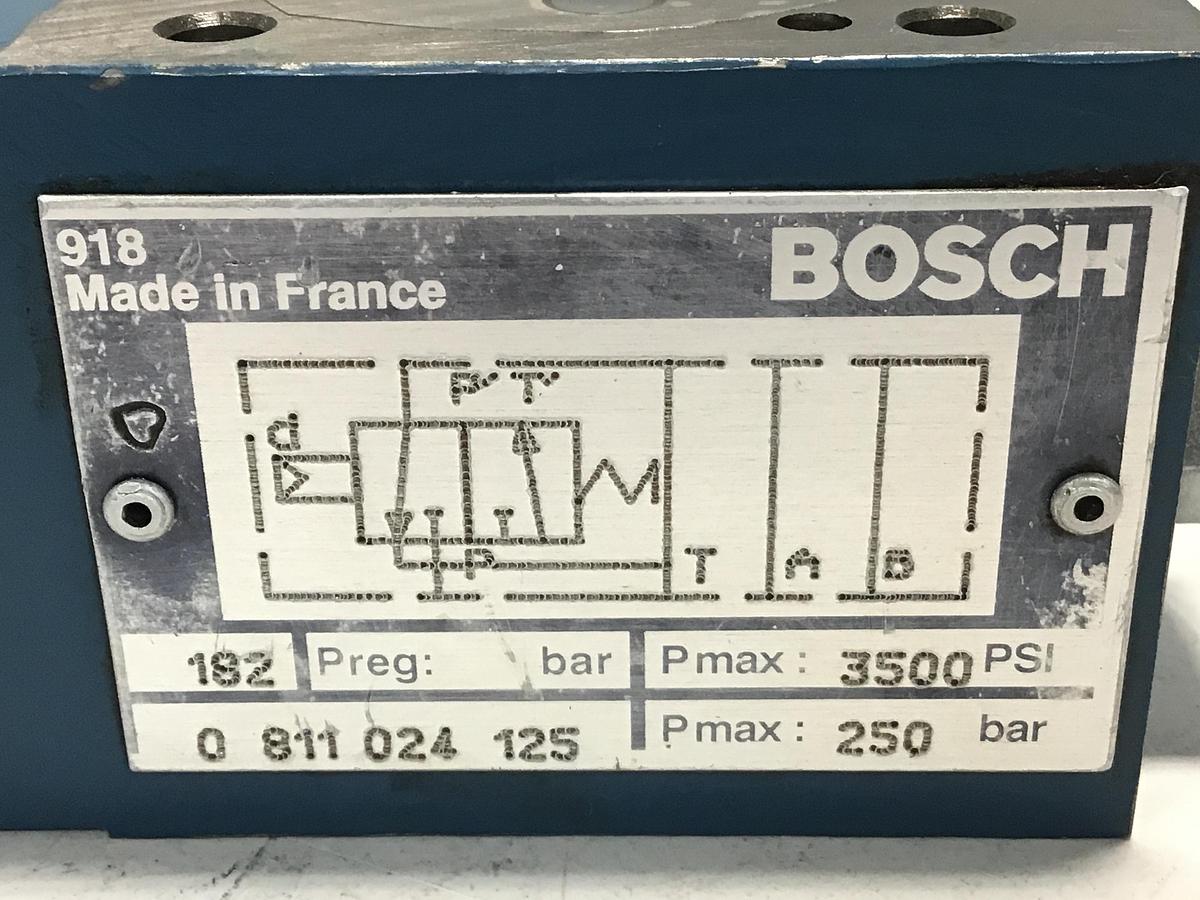 918
Made in France
BOSCH
P T
a
P
T A B
182 Preg: bar Pmax: 3500 PSI
0 811 024 125 Pmax: 250 bar